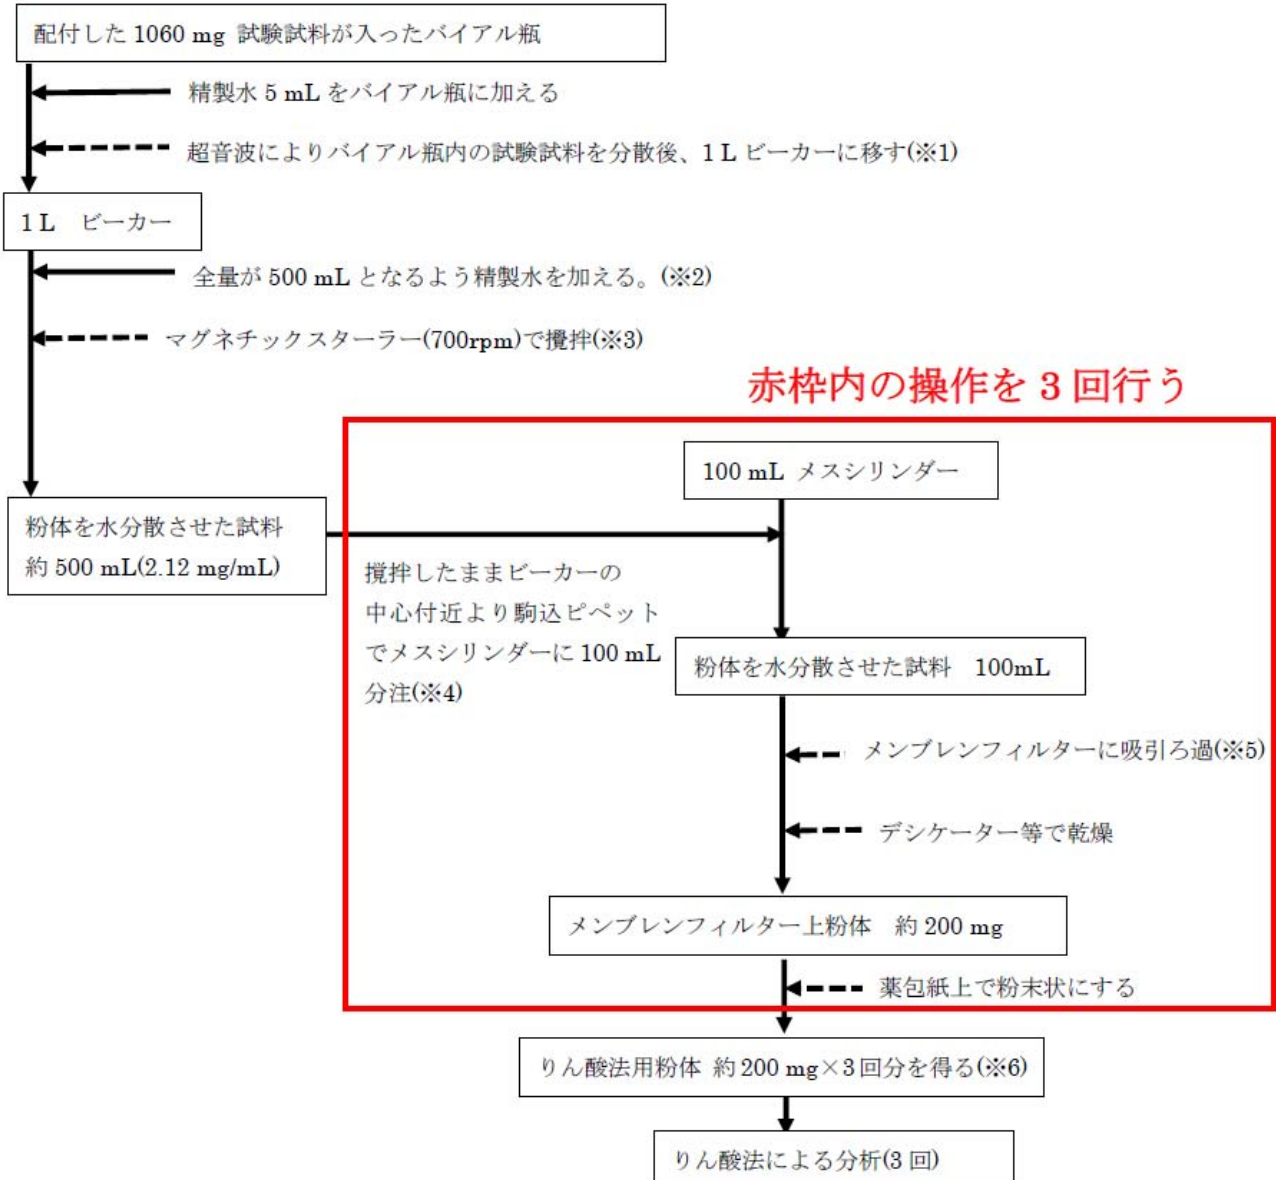 配付した 1060 mg 試験試料が入ったバイアル瓶
精製水 5 mL をバイアル瓶に加える
超音波によりバイアル瓶内の試験試料を分散後、1 L ビーカーに移す(※1)
1 L ビーカー
全量が 500 mL となるよう精製水を加える。(※2)
マグネチックスターラー(700rpm)で攪拌(※3)
赤枠内の操作を 3 回行う
100 mL メスシリンダー
粉体を水分散させた試料
約 500 mL(2.12 mg/mL)
攪拌したままビーカーの
中心付近より駒込ピペット
でメスシリンダーに 100 mL
分注(※4)
粉体を水分散させた試料 100mL
メンブレンフィルターに吸引ろ過(※5)
デシケーター等で乾燥
メンブレンフィルター上粉体 約 200 mg
薬包紙上で粉末状にする
りん酸法用粉体 約 200 mg×3 回分を得る(※6)
りん酸法による分析(3 回)